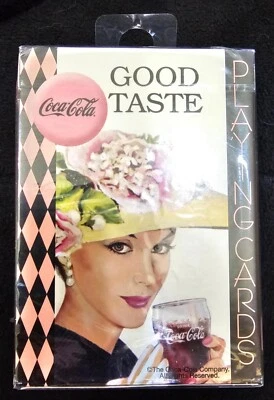 GOOD
TASTE
Coca-Cola
PLAYING CARDS
Coca-Cola
©The Coca-Cola Company.
All Rights Reserved.